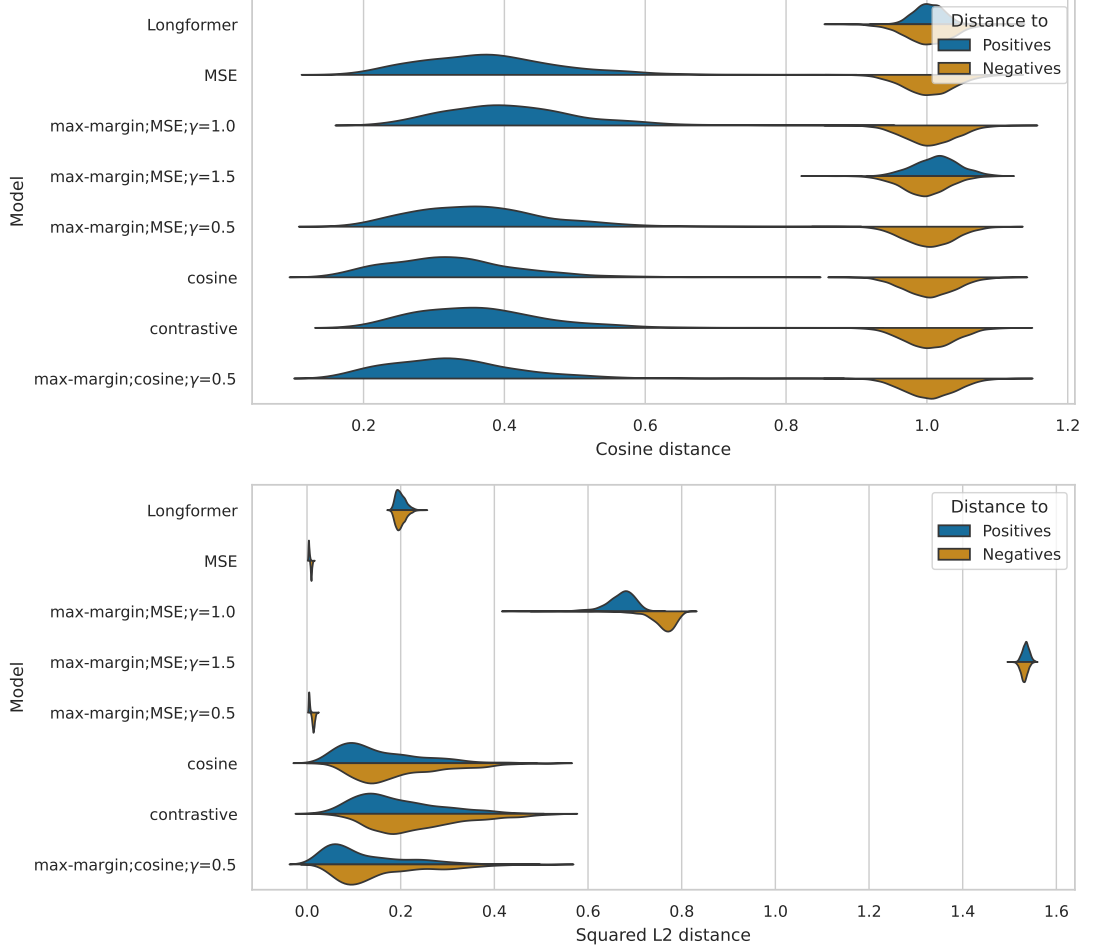 Longformer
MSE
max-margin;MSE;γ=1.0
max-margin;MSE;γ=1.5
max-margin;MSE;γ=0.5
cosine
contrastive
max-margin;cosine;γ=0.5
Model
Distance to
Positives
Negatives
0.2 0.4 0.6 0.8 1.0 1.2
Cosine distance
Longformer
MSE
max-margin;MSE;γ=1.0
max-margin;MSE;γ=1.5
max-margin;MSE;γ=0.5
cosine
contrastive
max-margin;cosine;γ=0.5
Model
Distance to
Positives
Negatives
0.0 0.2 0.4 0.6 0.8 1.0 1.2 1.4 1.6
Squared L2 distance